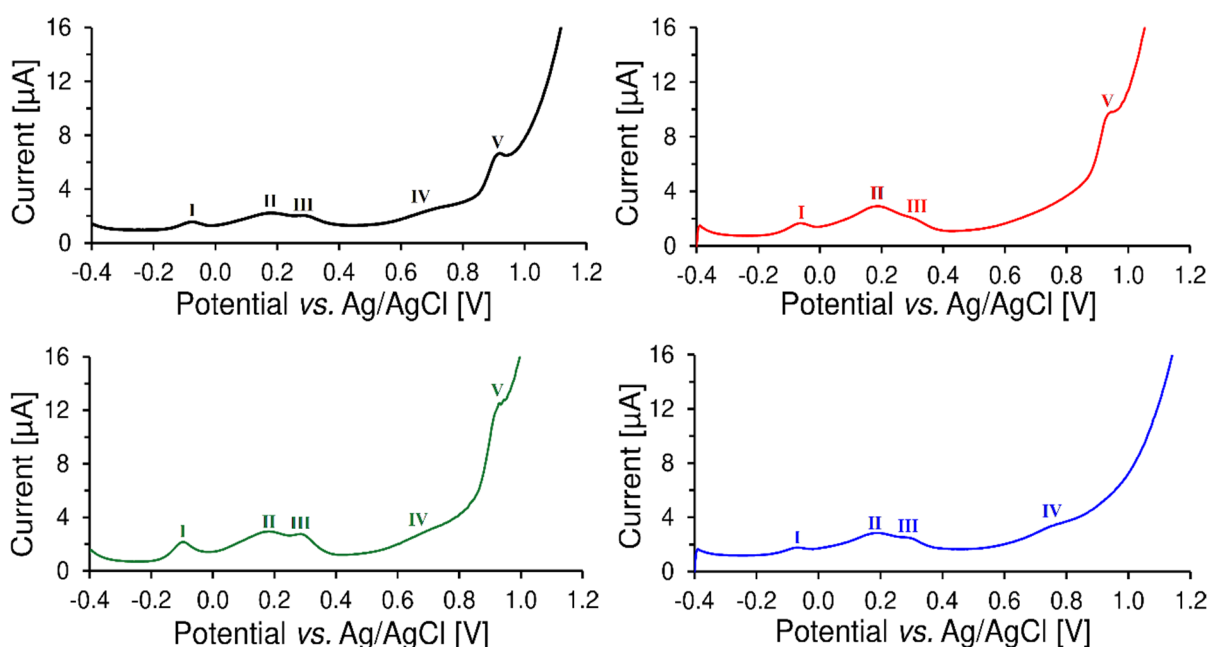 16
12
8
4
0
Current [µA]
I
II
III
IV
V
-0.4 -0.2 0.0 0.2 0.4 0.6 0.8 1.0 1.2
Potential vs. Ag/AgCl [V]
16
12
8
4
0
Current [µA]
I
II
III
V
-0.4 -0.2 0.0 0.2 0.4 0.6 0.8 1.0 1.2
Potential vs. Ag/AgCl [V]
16
12
8
4
0
Current [µA]
I
II
III
IV
V
-0.4 -0.2 0.0 0.2 0.4 0.6 0.8 1.0 1.2
Potential vs. Ag/AgCl [V]
16
12
8
4
0
Current [µA]
I
II
III
IV
-0.4 -0.2 0.0 0.2 0.4 0.6 0.8 1.0 1.2
Potential vs. Ag/AgCl [V]